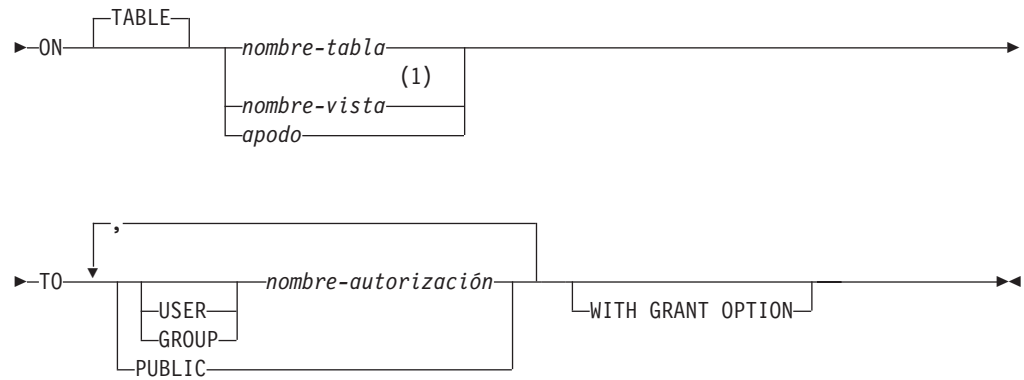 TABLE
ON nombre-tabla
(1)
nombre-vista
apodo
,
TO nombre-autorización
USER
WITH GRANT OPTION
GROUP
PUBLIC